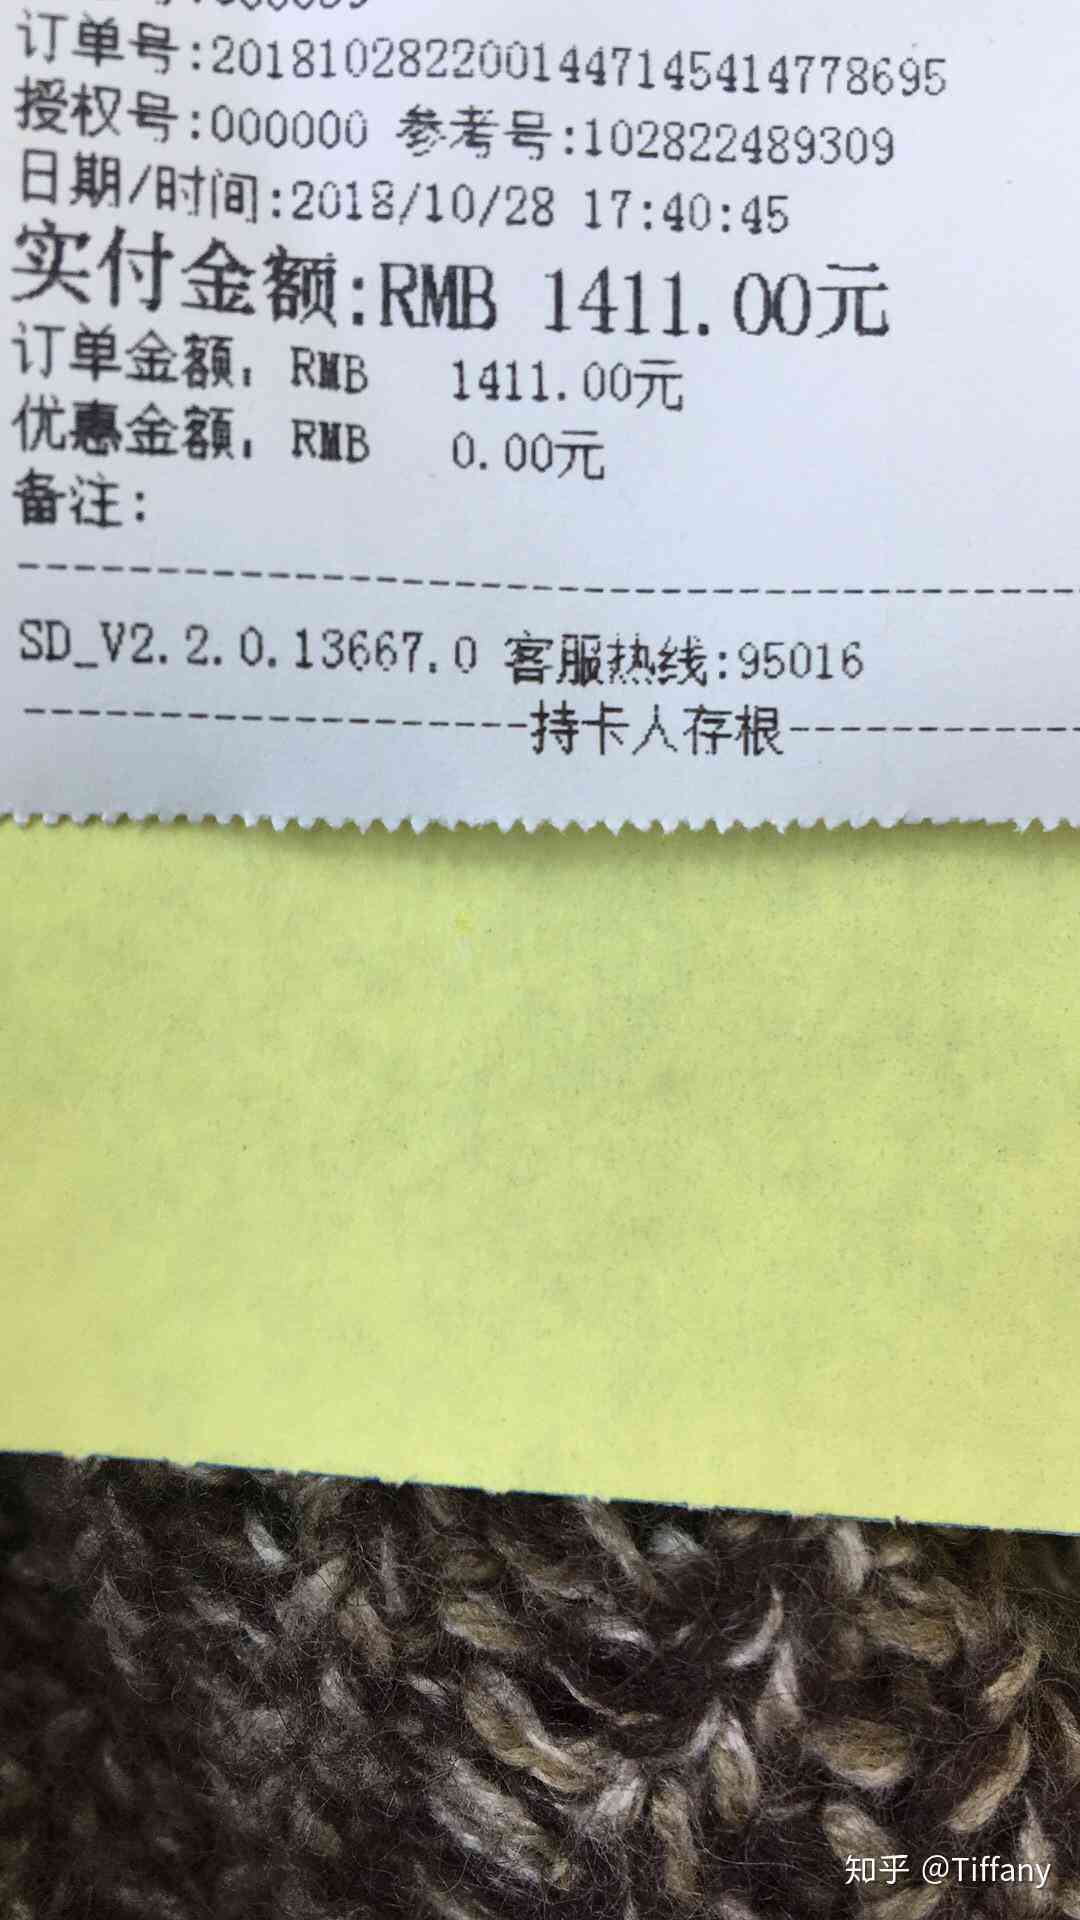 订单号:2018102822001447145414778695
授权号:000000 参考号:102822489309
日期/时间:2018/10/28 17:40:45
实付金额:RMB 1411.00元
订单金额: RMB 1411.00元
优惠金额: RMB 0.00元
备注:
SD_V2.2.0.13667.0 客服热线:95016
持卡人存根
知乎 @Tiffany